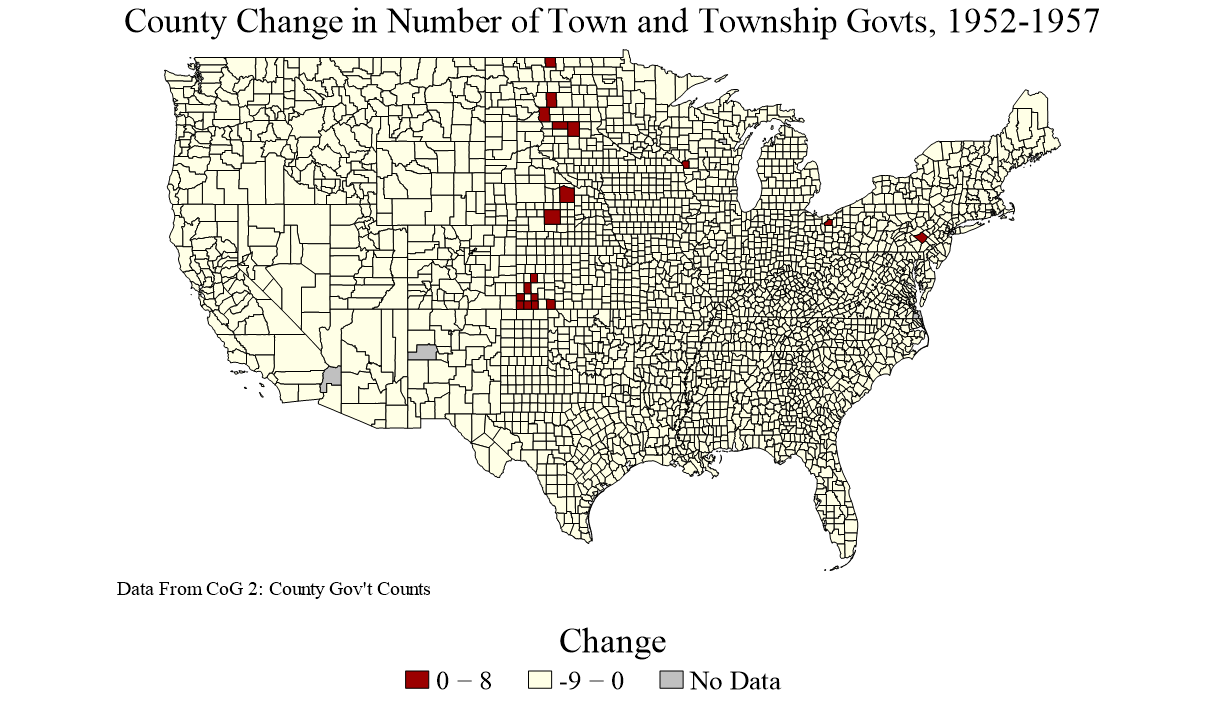 County Change in Number of Town and Township Govts, 1952-1957
Data From CoG 2: County Gov't Counts
Change
0 − 8 -9 − 0 No Data